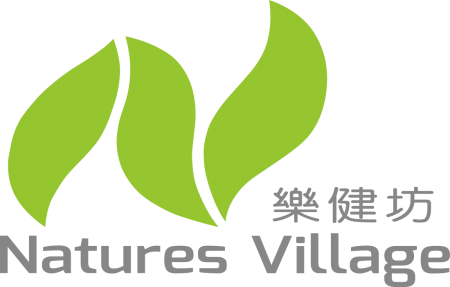 樂健坊
Natures Village